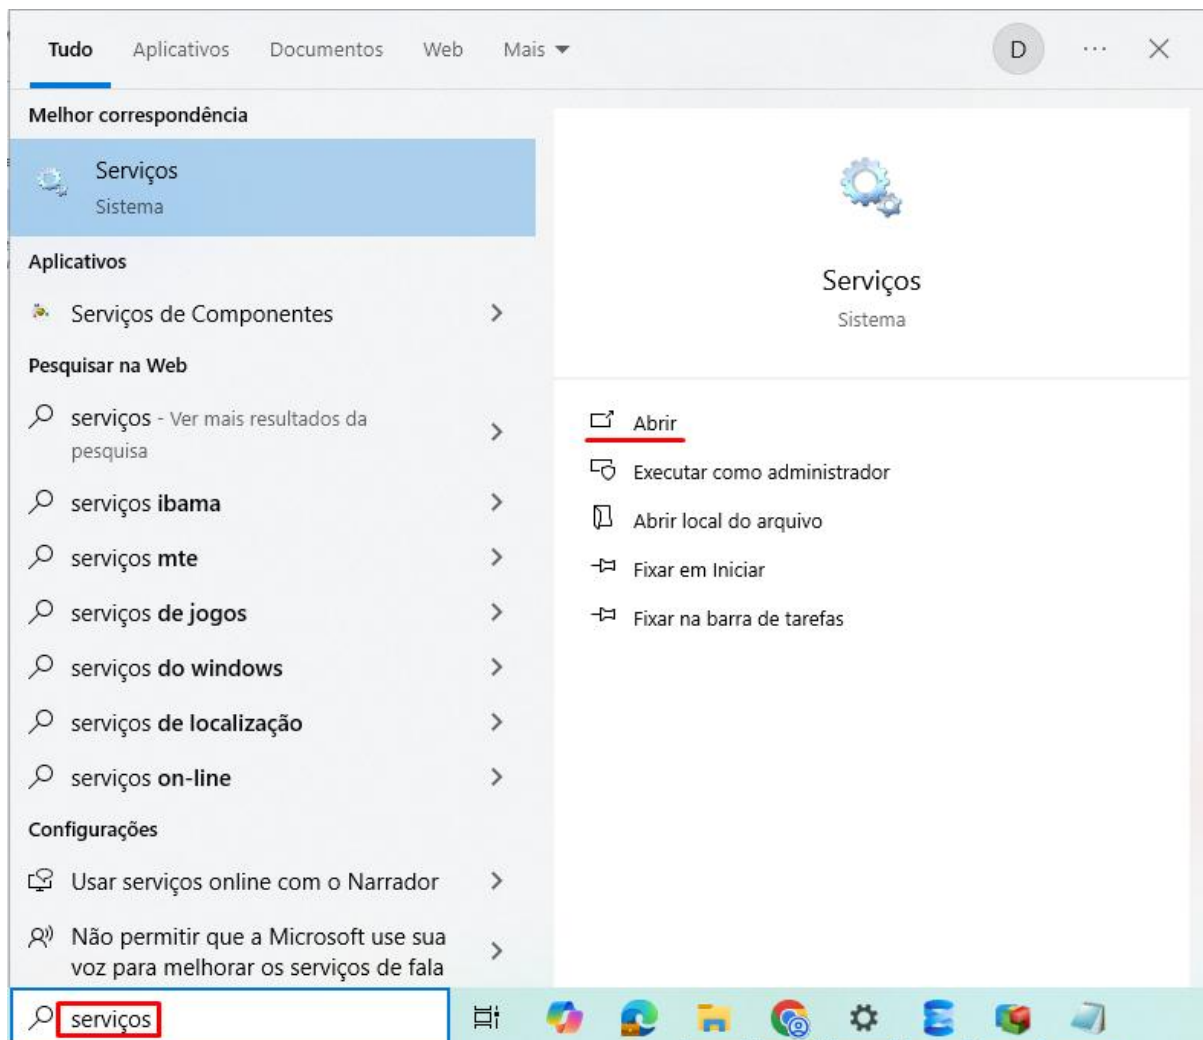 Tudo Aplicativos Documentos Web Mais D
Melhor correspondência
Serviços
Sistema
Aplicativos
Serviços de Componentes
Pesquisar na Web
serviços - Ver mais resultados da
pesquisa
serviços ibama
serviços mte
serviços de jogos
serviços do windows
serviços de localização
serviços on-line
Configurações
Usar serviços online com o Narrador
Não permitir que a Microsoft use sua
voz para melhorar os serviços de fala
serviços
Serviços
Sistema
Abrir
Executar como administrador
Abrir local do arquivo
Fixar em Iniciar
Fixar na barra de tarefas